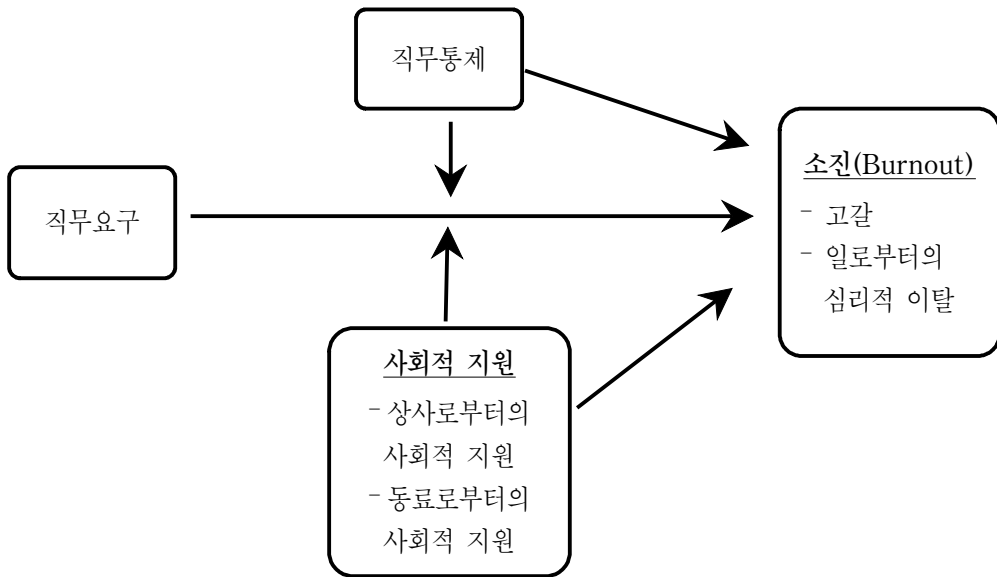 직무통제
직무요구
소진(Burnout)
- 고갈
- 일로부터의
심리적 이탈
사회적 지원
- 상사로부터의
사회적 지원
- 동료로부터의
사회적 지원